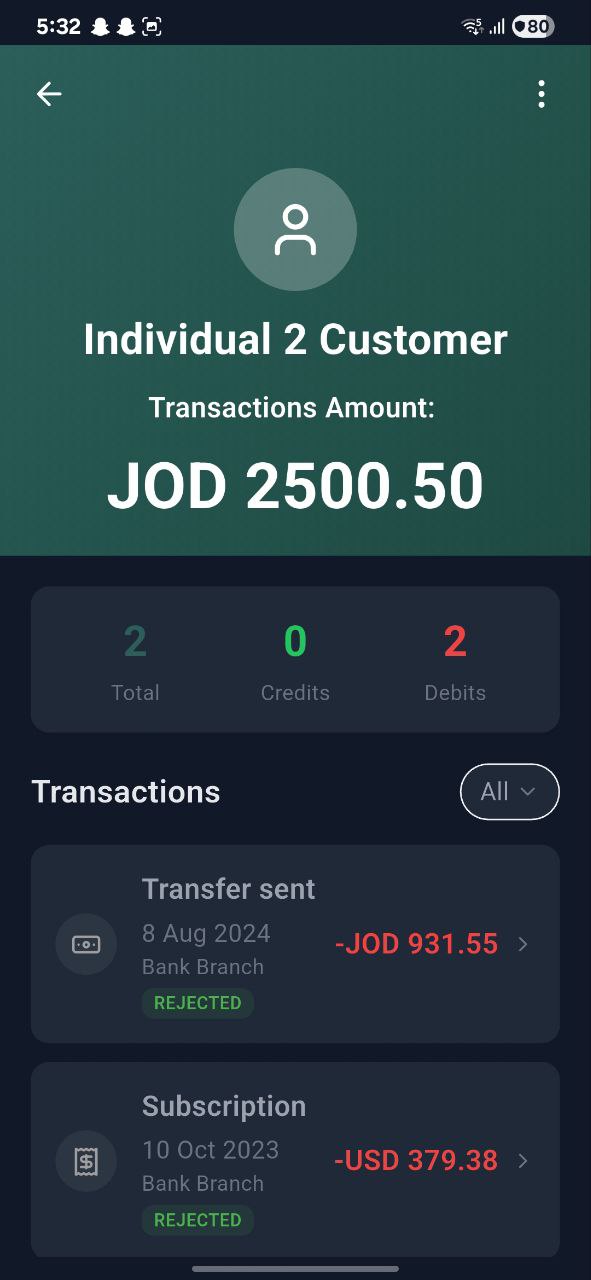 5:32
5
80
Individual 2 Customer
Transactions Amount:
JOD 2500.50
2 0 2
Total Credits Debits
Transactions All
Transfer sent
8 Aug 2024 -JOD 931.55
Bank Branch
REJECTED
Subscription
10 Oct 2023 -USD 379.38
Bank Branch
REJECTED